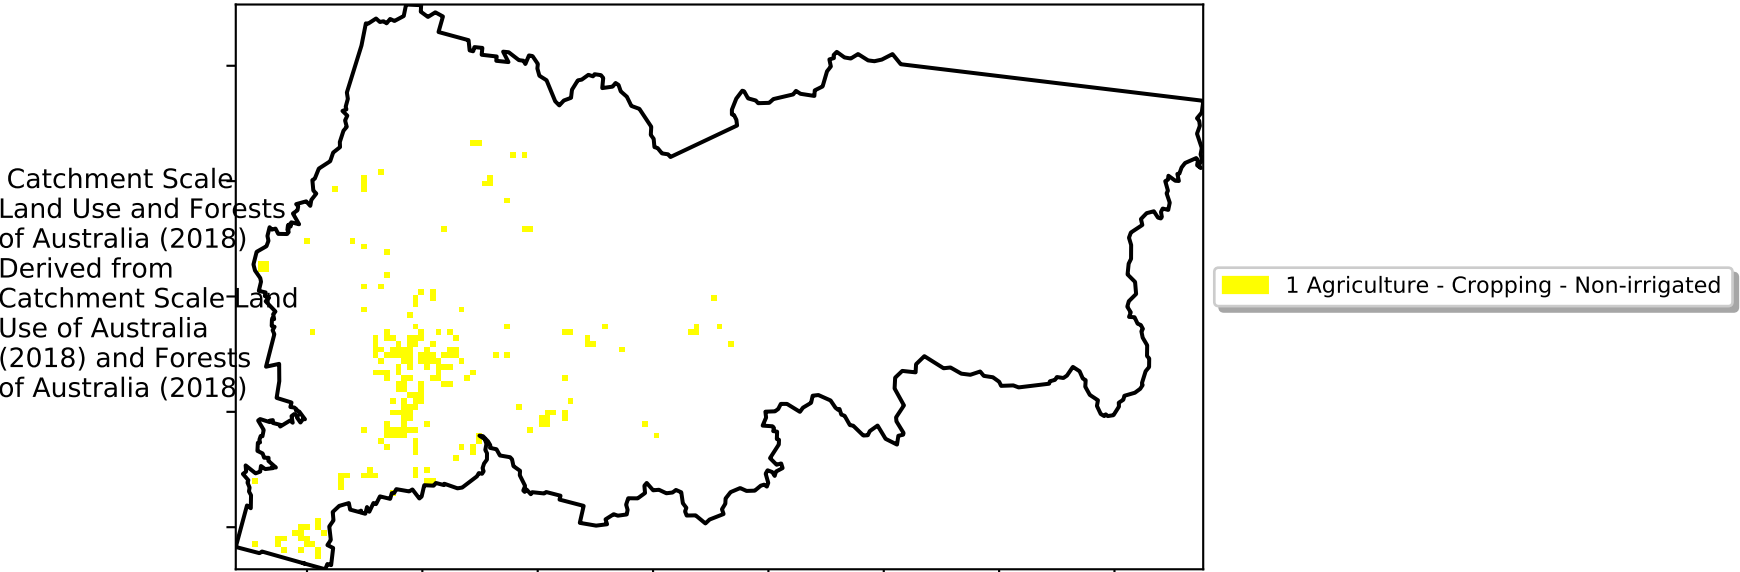 Catchment Scale
Land Use and Forests
of Australia (2018)
Derived from
Catchment Scale Land
Use of Australia
(2018) and Forests
of Australia (2018)
1 Agriculture - Cropping - Non-irrigated